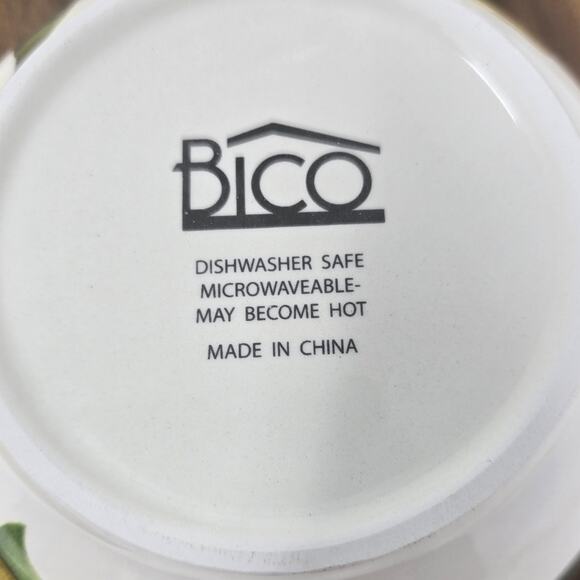 BICO
DISHWASHER SAFE
MICROWAVEABLE-
MAY BECOME HOT
MADE IN CHINA